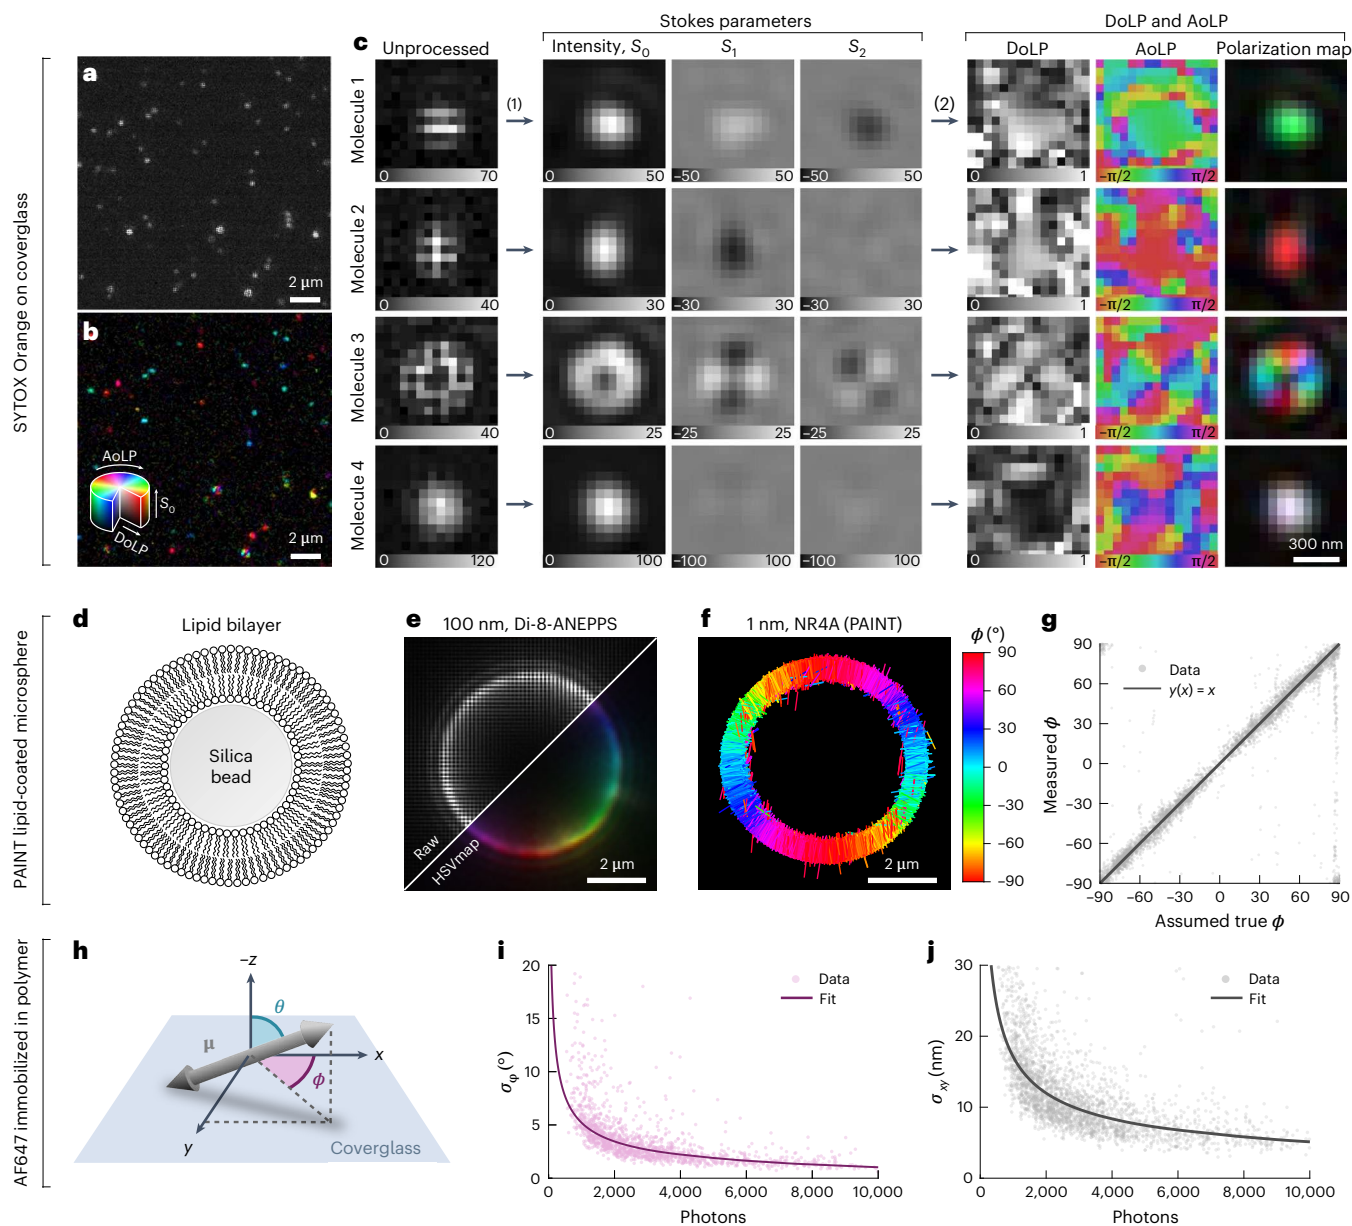 SYTOX Orange on coverglass
a
2 μm
b
AoLP
S0
DoLP
2 μm
c
Stokes parameters
DoLP and AoLP
Unprocessed
Intensity, S0
S1
S2
DoLP
AoLP
Polarization map
Molecule 1
(1)
(2)
0 70
0 50
−50 50
−50 50
0 1
−π/2 π/2
Molecule 2
0 40
0 30
−30 30
−30 30
0 1
−π/2 π/2
Molecule 3
0 40
0 25
−25 25
−25 25
0 1
−π/2 π/2
Molecule 4
0 120
0 100
−100 100
−100 100
0 1
−π/2 π/2
300 nm
PAINT lipid-coated microsphere
d
Lipid bilayer
Silica
bead
e
100 nm, Di-8-ANEPPS
Raw
HSVmap
2 μm
f
1 nm, NR4A (PAINT)
2 μm
ϕ (°)
90
60
30
0
−30
−60
−90
g
Data
y(x) = x
Measured ϕ
90
60
30
0
−30
−60
−90
−90 −60 −30 0 30 60 90
Assumed true ϕ
AF647 immobilized in polymer
h
−z
θ
μ
x
ϕ
y
Coverglass
i
Data
Fit
σφ (°)
20
15
10
5
0
0 2,000 4,000 6,000 8,000 10,000
Photons
j
Data
Fit
σxy (nm)
30
20
10
0
0 2,000 4,000 6,000 8,000 10,000
Photons